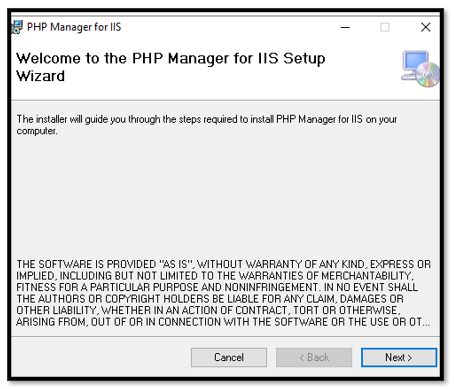 PHP Manager for IIS
Welcome to the PHP Manager for IIS Setup
Wizard
The installer will guide you through the steps required to install PHP Manager for IIS on your
computer.
THE SOFTWARE IS PROVIDED "AS IS", WITHOUT WARRANTY OF ANY KIND, EXPRESS OR
IMPLIED, INCLUDING BUT NOT LIMITED TO THE WARRANTIES OF MERCHANTABILITY,
FITNESS FOR A PARTICULAR PURPOSE AND NONINFRINGEMENT. IN NO EVENT SHALL
THE AUTHORS OR COPYRIGHT HOLDERS BE LIABLE FOR ANY CLAIM, DAMAGES OR
OTHER LIABILITY, WHETHER IN AN ACTION OF CONTRACT, TORT OR OTHERWISE,
ARISING FROM, OUT OF OR IN CONNECTION WITH THE SOFTWARE OR THE USE OR OT...
Cancel < Back Next >